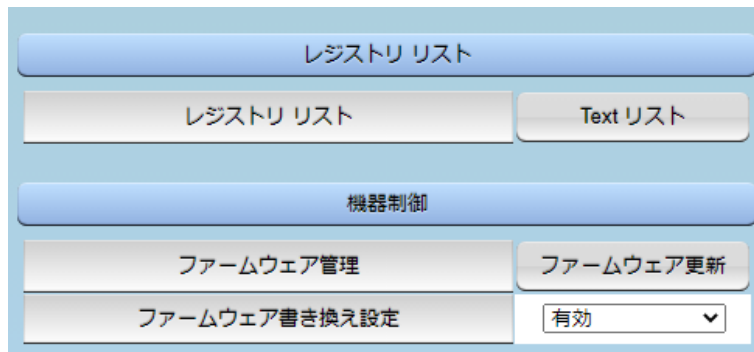 レジストリ リスト
レジストリ リスト
Text リスト
機器制御
ファームウェア管理
ファームウェア更新
ファームウェア書き換え設定
有効